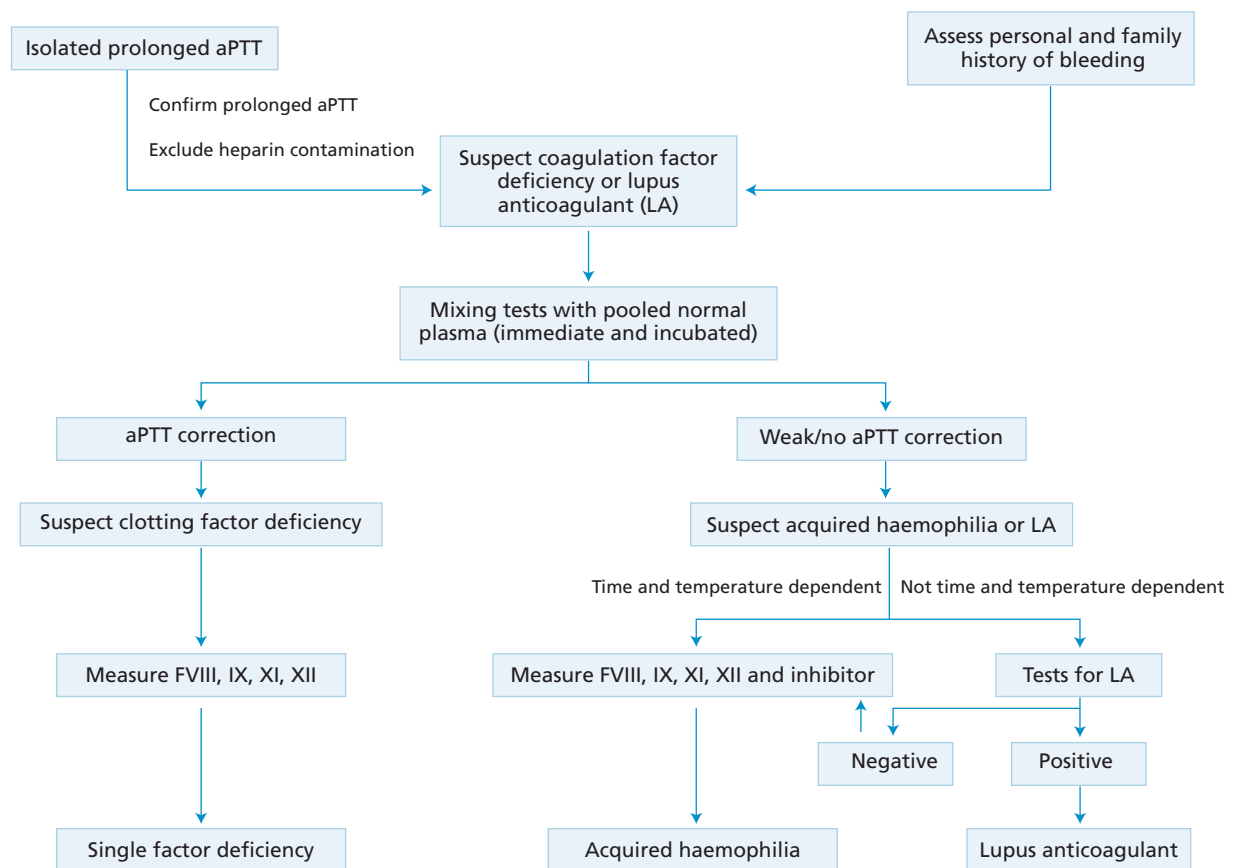 Isolated prolonged aPTT
Assess personal and family
history of bleeding
Confirm prolonged aPTT
Exclude heparin contamination
Suspect coagulation factor
deficiency or lupus
anticoagulant (LA)
Mixing tests with pooled normal
plasma (immediate and incubated)
aPTT correction
Weak/no aPTT correction
Suspect clotting factor deficiency
Suspect acquired haemophilia or LA
Time and temperature dependent
Not time and temperature dependent
Measure FVIII, IX, XI, XII
Measure FVIII, IX, XI, XII and inhibitor
Tests for LA
Negative
Positive
Single factor deficiency
Acquired haemophilia
Lupus anticoagulant